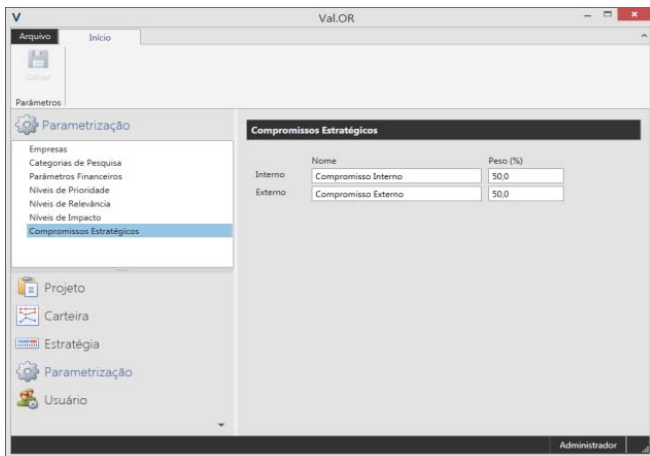 V
Val.OR
Arquivo Início
Salvar
Parâmetros
Parametrização
Empresas
Categorias de Pesquisa
Parâmetros Financeiros
Níveis de Prioridade
Níveis de Relevância
Níveis de Impacto
Compromissos Estratégicos
Projeto
Carteira
Estratégia
Parametrização
Usuário
Compromissos Estratégicos
Nome Peso (%)
Interno Compromisso Interno 50,0
Externo Compromisso Externo 50,0
Administrador